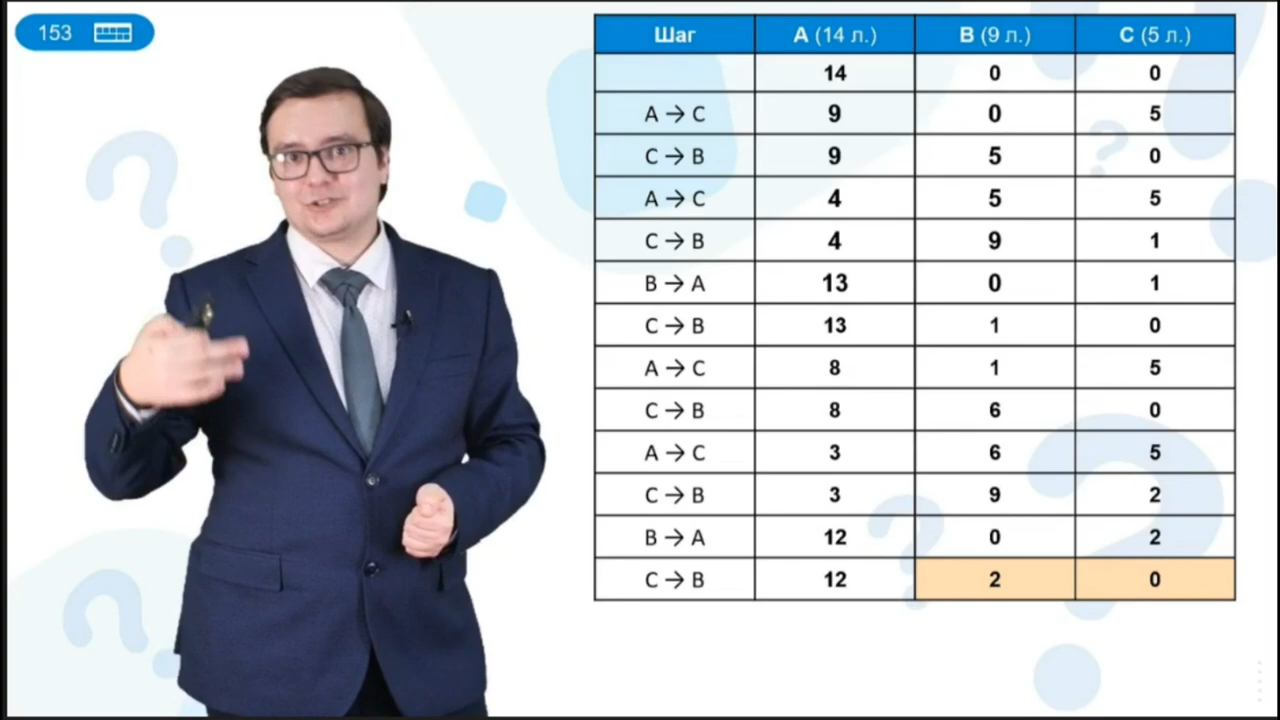 153
Шаг A (14 л.) B (9 л.) C (5 л.)
14 0 0
A → C 9 0 5
C → B 9 5 0
A → C 4 5 5
C → B 4 9 1
B → A 13 0 1
C → B 13 1 0
A → C 8 1 5
C → B 8 6 0
A → C 3 6 5
C → B 3 9 2
B → A 12 0 2
C → B 12 2 0